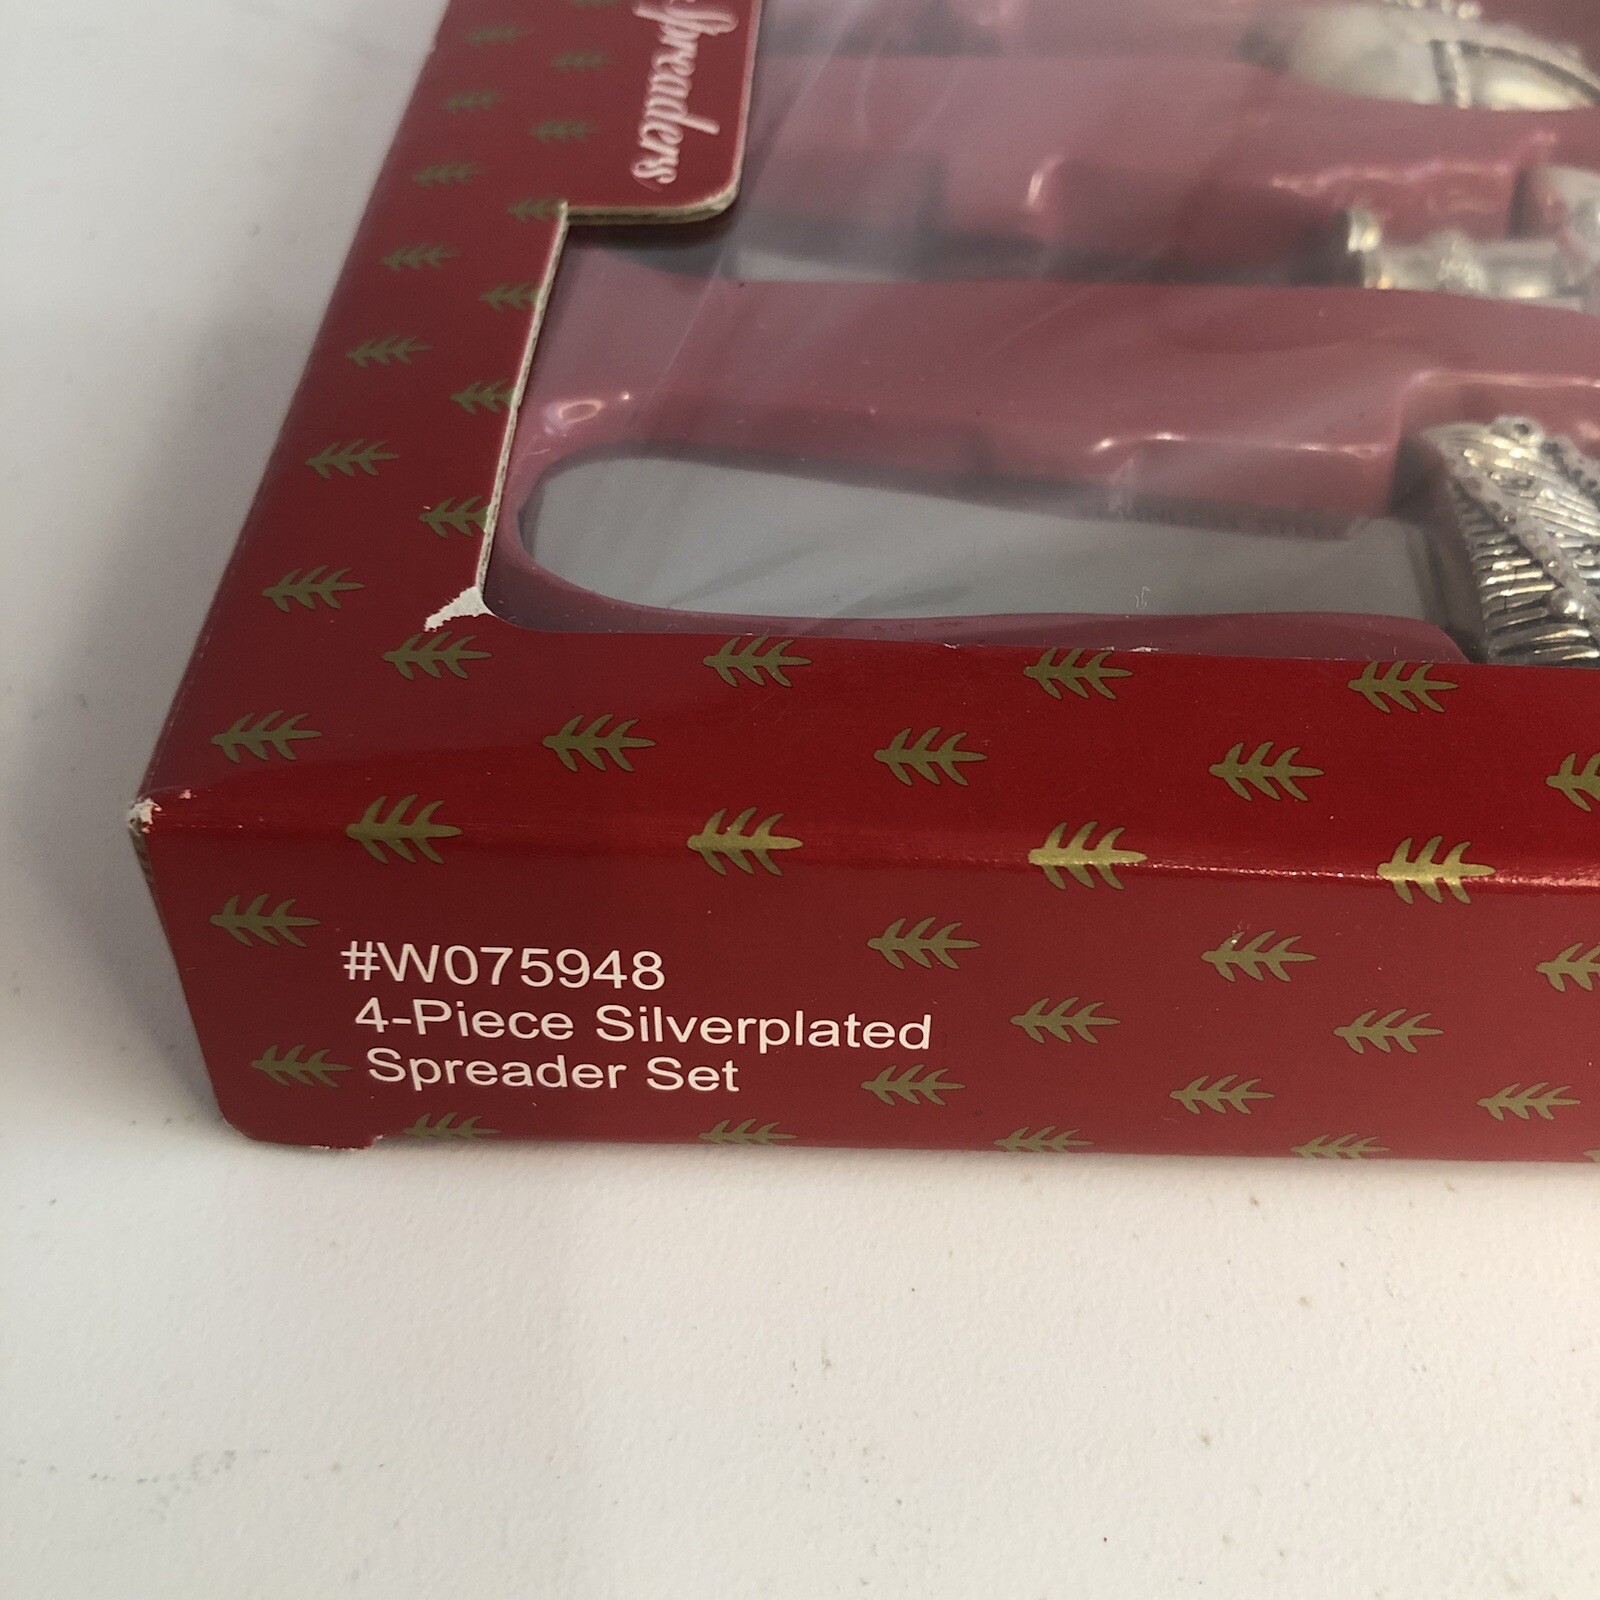 Spreaders
#W075948
4-Piece Silverplated
Spreader Set